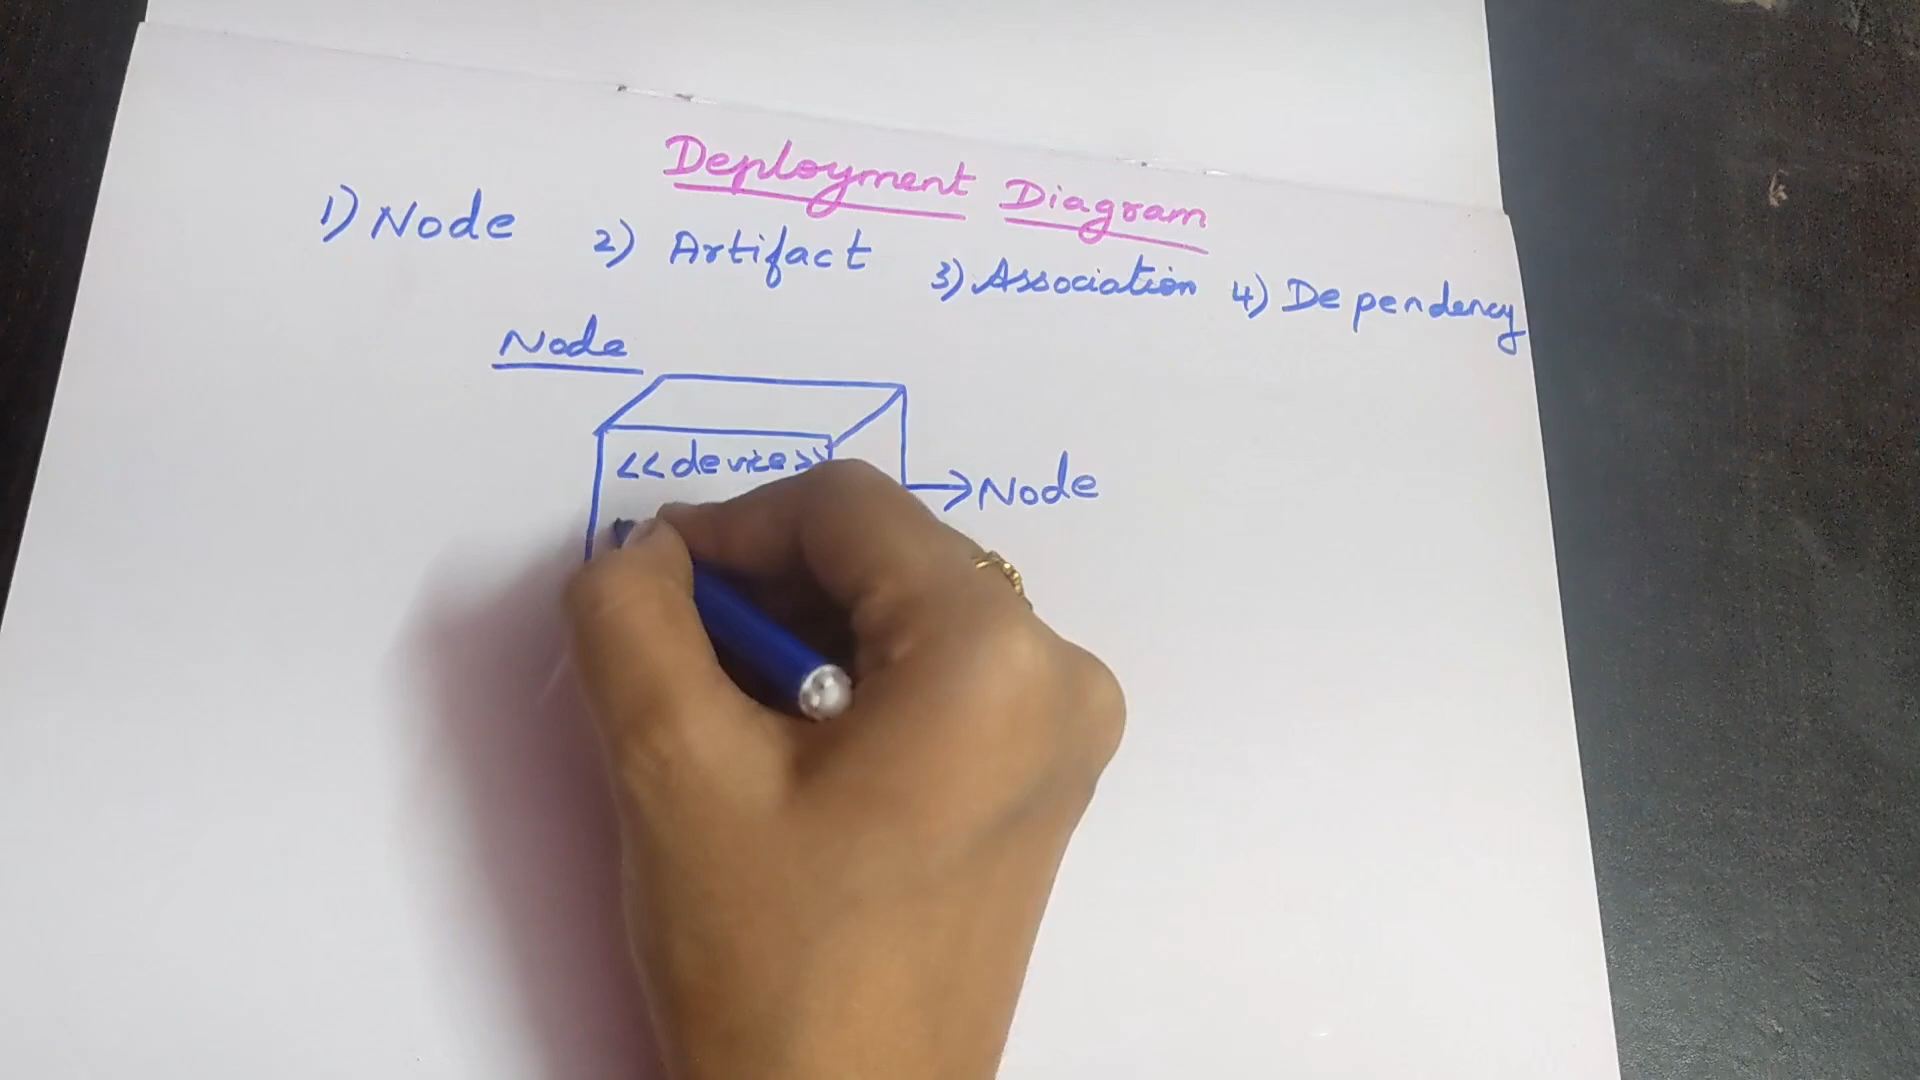 Deployment Diagram
1) Node 2) Artifact 3) Association 4) Dependency
Node
<<device>>
Node